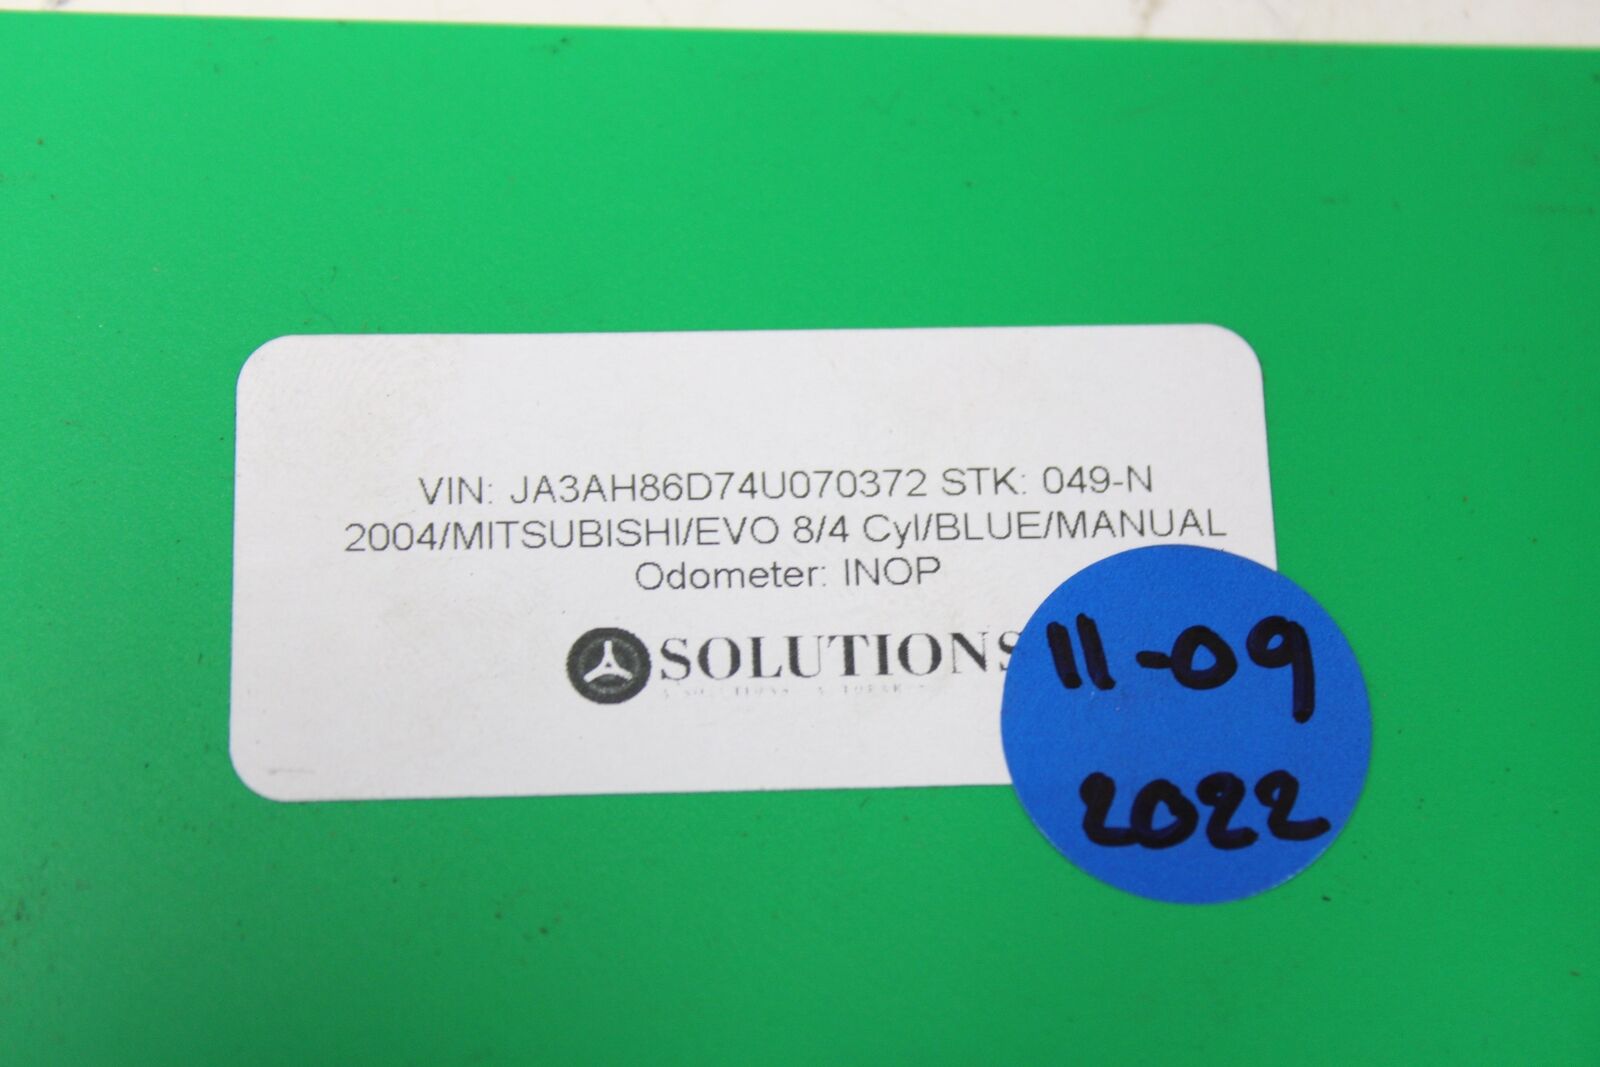 VIN: JA3AH86D74U070372 STK: 049-N
2004/MITSUBISHI/EVO 8/4 Cyl/BLUE/MANUAL
Odometer: INOP
SOLUTIONS
11-09
2022